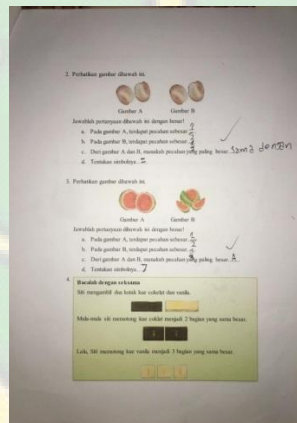 2. Perhatikan gambar dibawah ini.
Gambar A Gambar B
Jawablah pertanyaan dibawah ini dengan benar!
a. Pada gambar A, terdapat pecahan sebesar
b. Pada gambar B, terdapat pecahan sebesar
c. Dari gambar A dan B, manakah pecahan yang paling besar. Sama dengan
d. Tentukan simbolnya.. =
3. Perhatikan gambar dibawah ini.
Gambar A Gambar B
Jawablah pertanyaan dibawah ini dengan benar!
a. Pada gambar A, terdapat pecahan sebesar
b. Pada gambar B, terdapat pecahan sebesar
c. Dari gambar A dan B, manakah pecahan yang paling besar. A
d. Tentukan simbolnya..
4.
Bacalah dengan seksama
Siti mengambil dua kotak kue cokelat dan vanila.
Mula-mula siti memotong kue coklat menjadi 2 bagian yang sama besar.
Lalu, Siti memotong kue vanila menjadi 3 bagian yang sama besar.